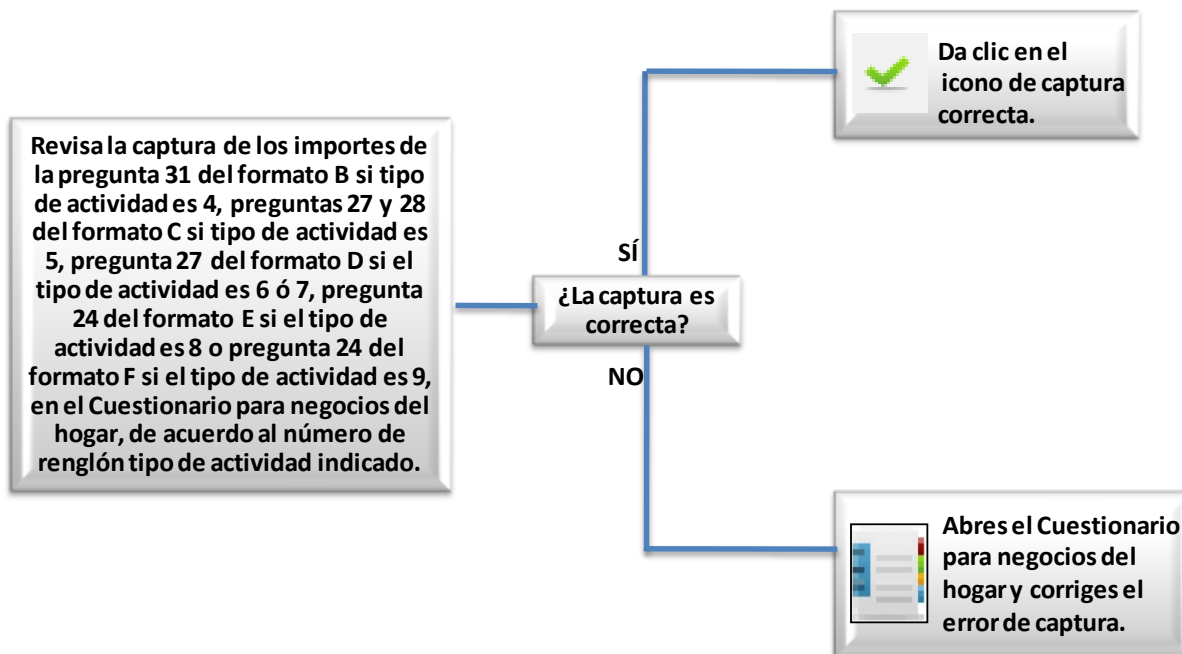 Revisa la captura de los importes de
la pregunta 31 del formato B si tipo
de actividad es 4, preguntas 27 y 28
del formato C si tipo de actividad es
5, pregunta 27 del formato D si el
tipo de actividad es 6 ó 7, pregunta
24 del formato E si el tipo de
actividad es 8 o pregunta 24 del
formato F si el tipo de actividad es 9,
en el Cuestionario para negocios del
hogar, de acuerdo al número de
renglón tipo de actividad indicado.
¿La captura es
correcta?
SÍ
Da clic en el
icono de captura
correcta.
NO
Abres el Cuestionario
para negocios del
hogar y corriges el
error de captura.